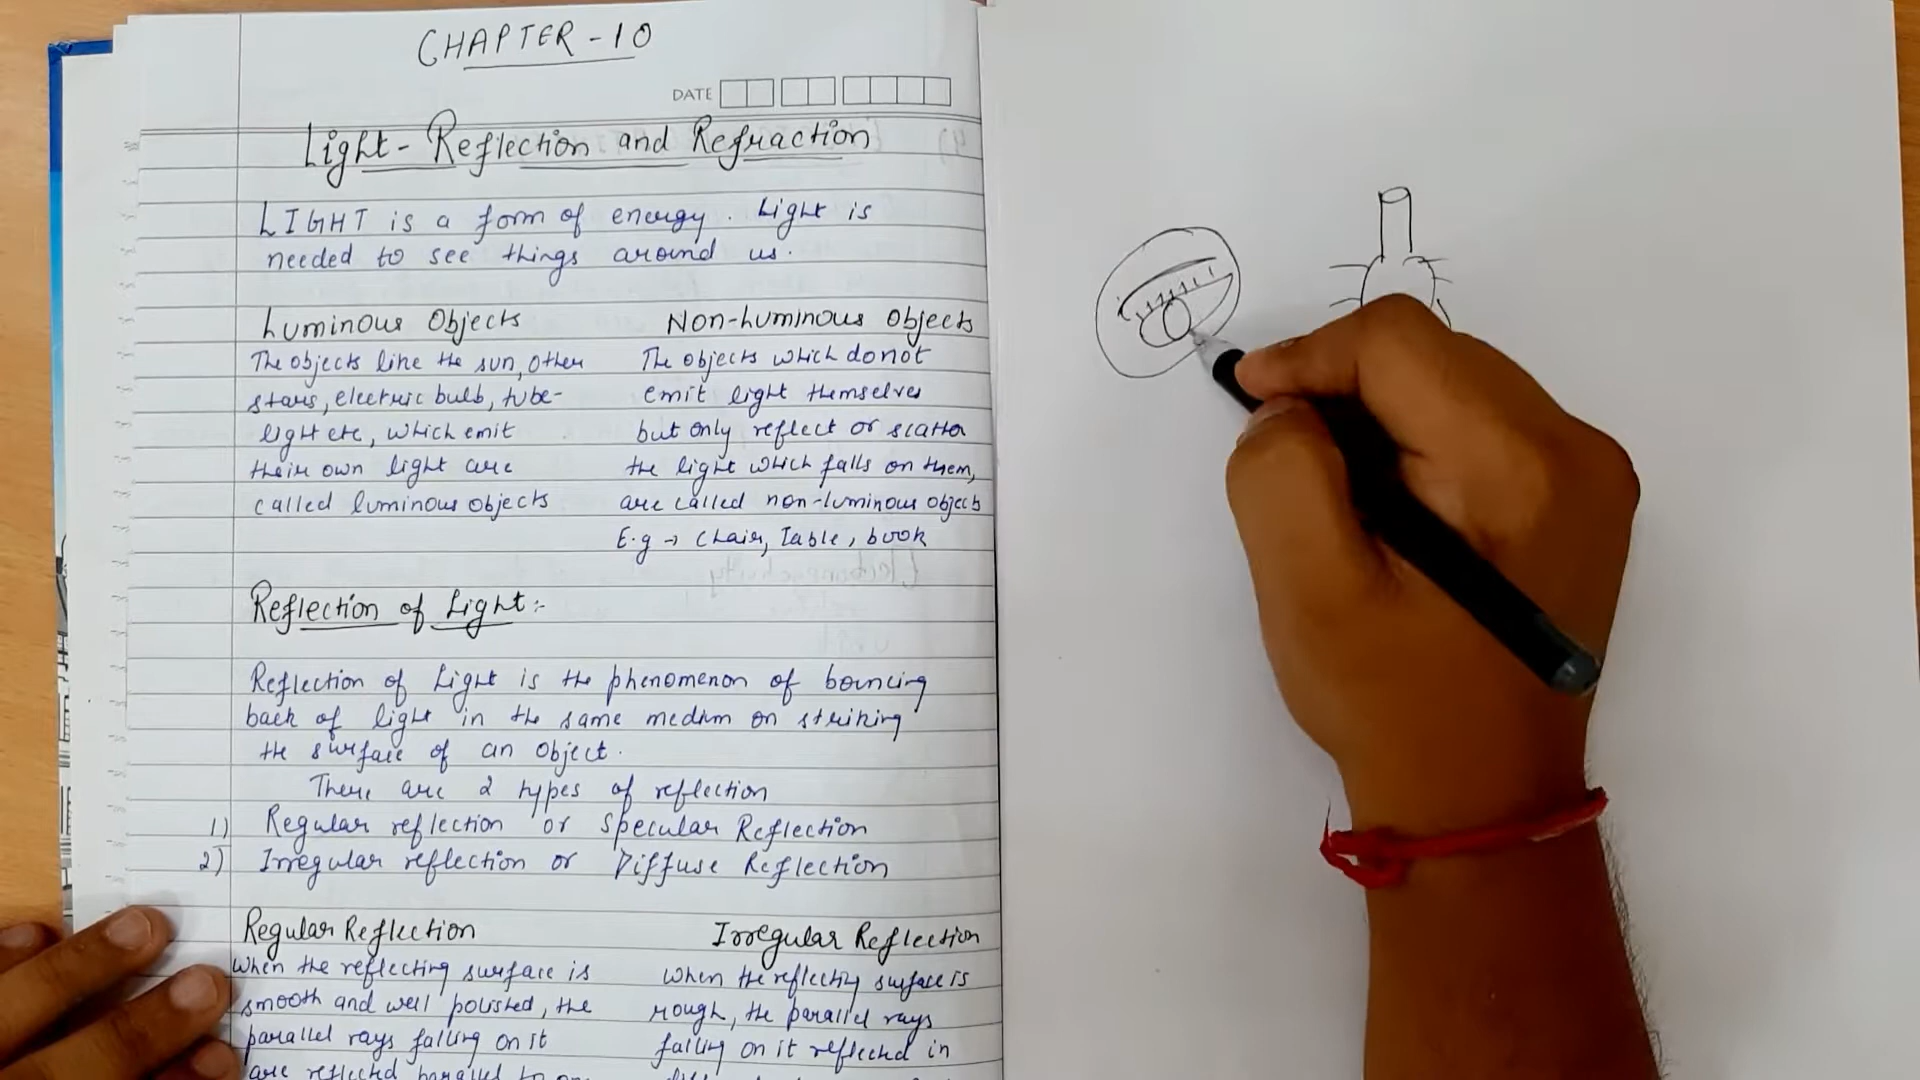 CHAPTER - 10
DATE
Light - Reflection and Refraction
LIGHT is a form of energy. Light is
needed to see things around us.
Luminous Objects
The objects like the sun, other
stars, electric bulb, tube-
light etc, which emit
their own light are
called luminous objects
Non-Luminous Objects
The objects which do not
emit light themselves
but only reflect or scatter
the light which falls on them,
are called non-luminous objects
E.g → Chair, Table, book
Reflection of Light:-
Reflection of Light is the phenomenon of bouncing
back of light in the same medium on striking
the surface of an object.
There are 2 types of reflection
1) Regular reflection or Specular Reflection
2) Irregular reflection or Diffuse Reflection
Regular Reflection
When the reflecting surface is
smooth and well polished, the
parallel rays falling on it
are reflected parallel to
Irregular Reflection
When the reflecting surface is
rough, the parallel rays
falling on it reflected in